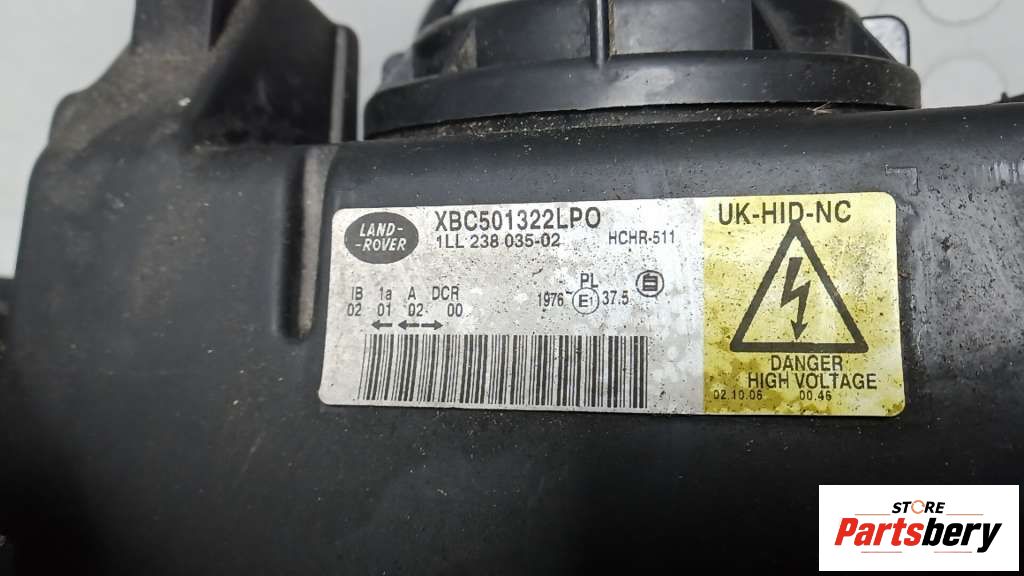 LAND-
-ROVER
XBC501322LPO
1LL 238 035-02 HCHR-511
IB 1a A DCR
02 01 02 00
PL
1976 E1 37.5
UK-HID-NC
DANGER
HIGH VOLTAGE
02.10.06 00.46
STORE
Partsbery